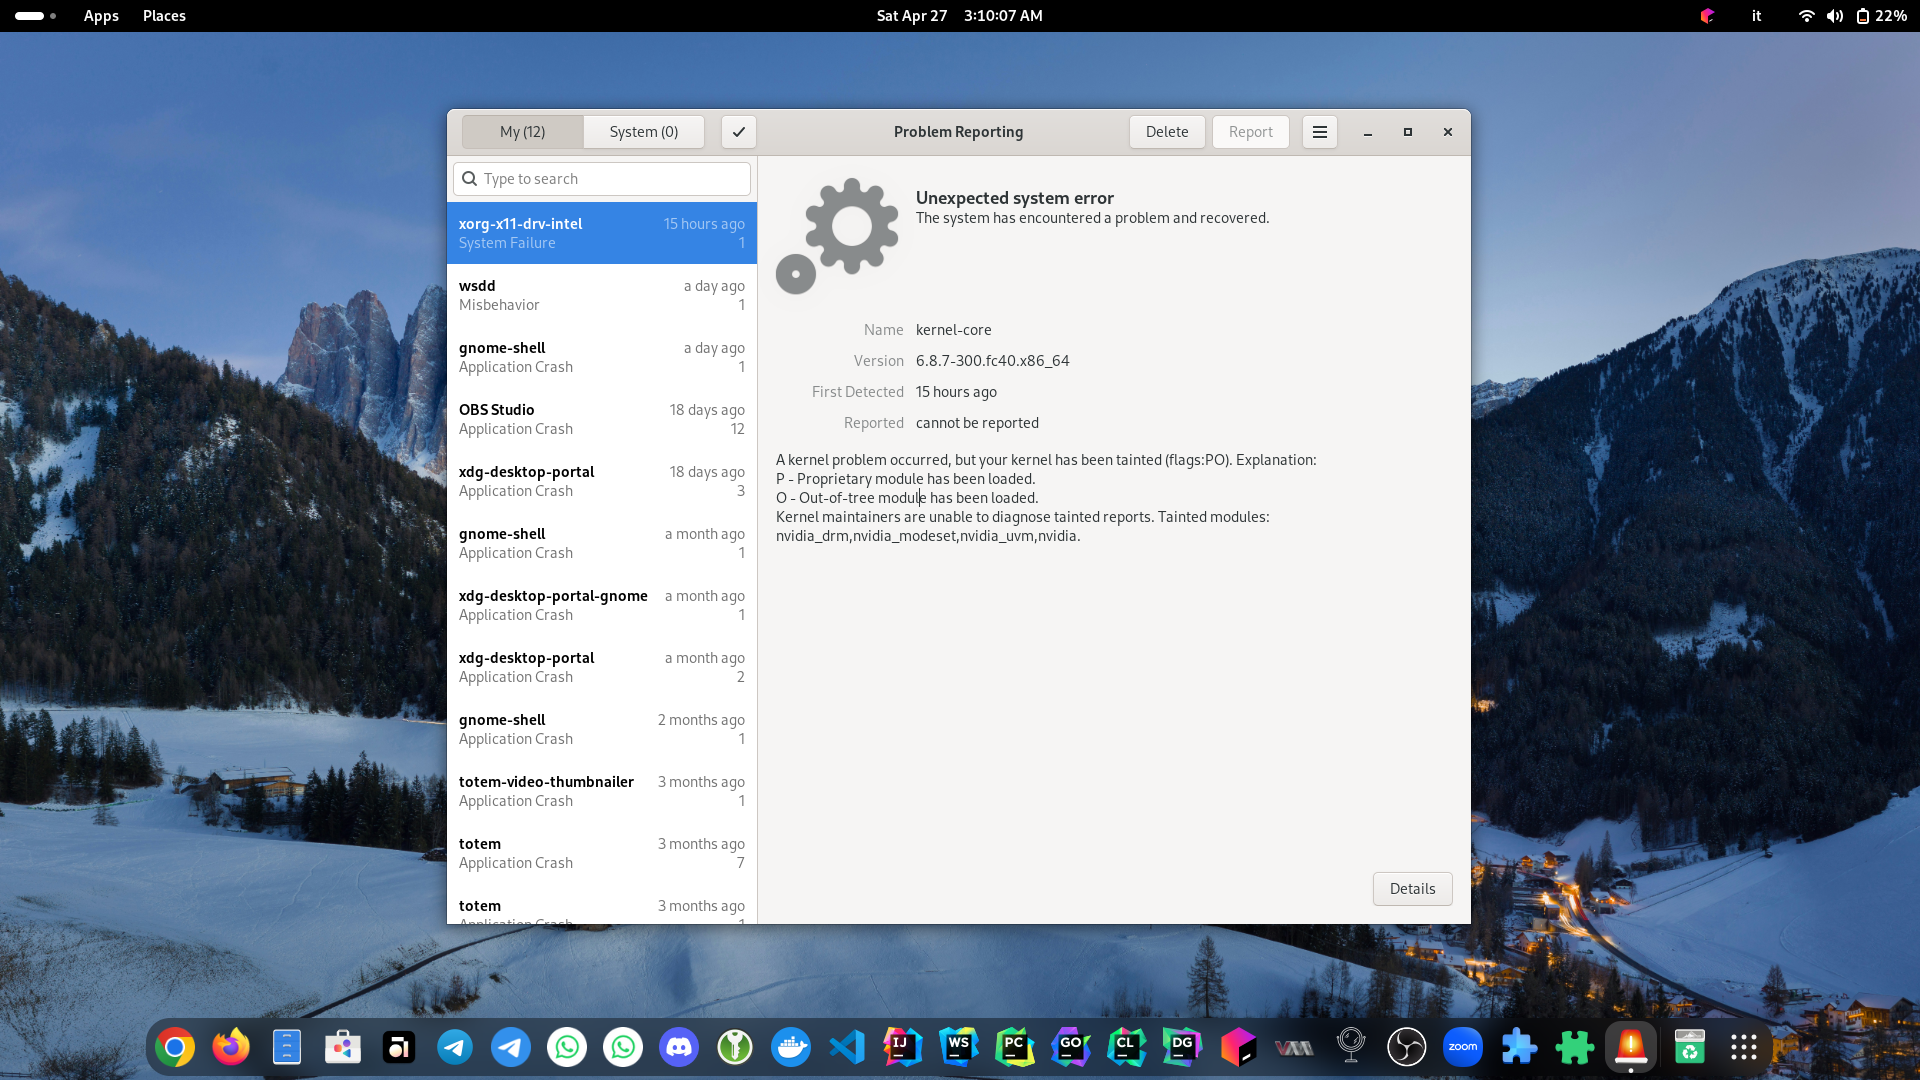 Apps Places Sat Apr 27 3:10:07 AM it 22%
My (12) System (0) Problem Reporting Delete Report
Type to search
xorg-x11-drv-intel 15 hours ago
System Failure 1
wsdd a day ago
Misbehavior 1
gnome-shell a day ago
Application Crash 1
OBS Studio 18 days ago
Application Crash 12
xdg-desktop-portal 18 days ago
Application Crash 3
gnome-shell a month ago
Application Crash 1
xdg-desktop-portal-gnome a month ago
Application Crash 1
xdg-desktop-portal a month ago
Application Crash 2
gnome-shell 2 months ago
Application Crash 1
totem-video-thumbnailer 3 months ago
Application Crash 1
totem 3 months ago
Application Crash 7
totem 3 months ago
Application Crash 1
Unexpected system error
The system has encountered a problem and recovered.
Name kernel-core
Version 6.8.7-300.fc40.x86_64
First Detected 15 hours ago
Reported cannot be reported
A kernel problem occurred, but your kernel has been tainted (flags:PO). Explanation:
P - Proprietary module has been loaded.
O - Out-of-tree module has been loaded.
Kernel maintainers are unable to diagnose tainted reports. Tainted modules:
nvidia_drm,nvidia_modeset,nvidia_uvm,nvidia.
Details
IJ WS PC GO CL DG zoom